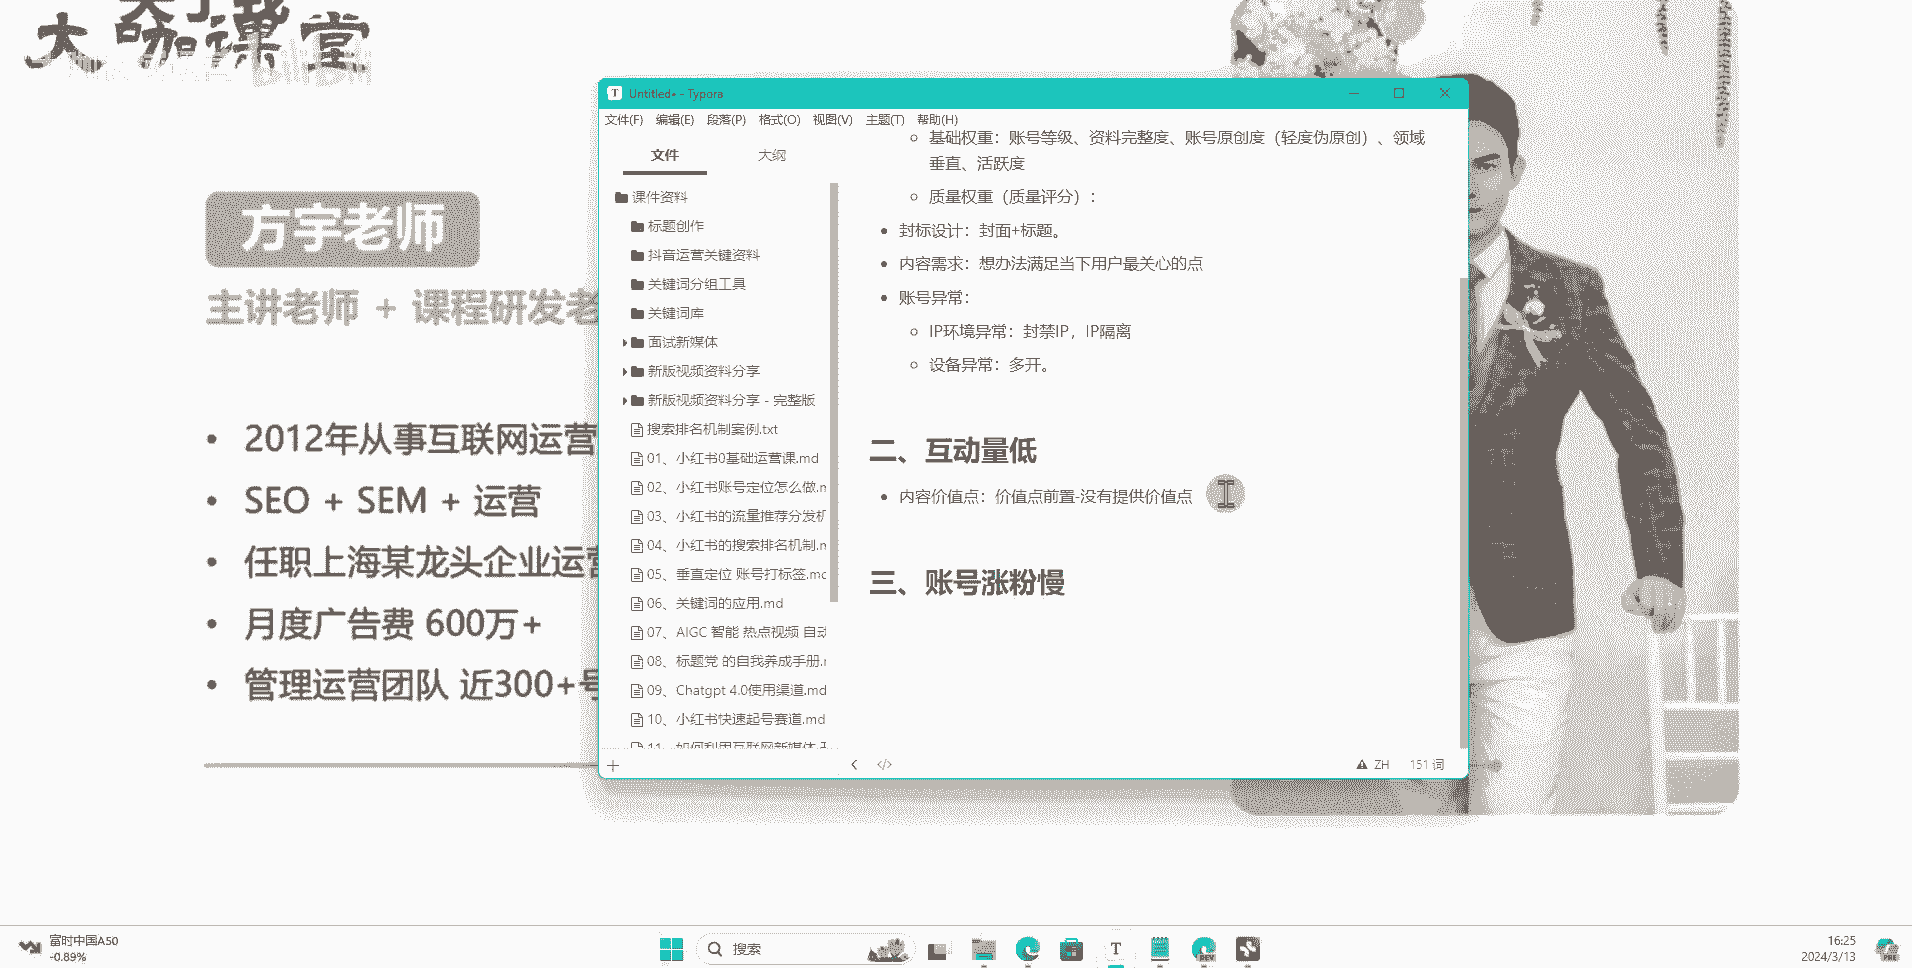 大咖课堂
bilibili
方宇老师
主讲老师 + 课程研发老
2012年从事互联网运营
SEO + SEM + 运营
任职上海某龙头企业运营
月度广告费 600万+
管理运营团队 近300+号
Untitled• - Typora
文件(F) 编辑(E) 段落(P) 格式(O) 视图(V) 主题(T) 帮助(H)
文件 大纲
课件资料
标题创作
抖音运营关键资料
关键词分组工具
关键词库
面试新媒体
新版视频资料分享
新版视频资料分享 - 完整版
搜索排名机制案例.txt
01、小红书0基础运营课.md
02、小红书账号定位怎么做.m
03、小红书的流量推荐分发机
04、小红书的搜索排名机制.m
05、垂直定位 账号打标签.md
06、关键词的应用.md
07、AIGC 智能 热点视频 自动
08、标题党 的自我养成手册.m
09、Chatgpt 4.0使用渠道.md
10、小红书快速起号赛道.md
11、如何利用互联网新媒体
基础权重：账号等级、资料完整度、账号原创度（轻度伪原创）、领域
垂直、活跃度
质量权重（质量评分）：
封标设计：封面+标题。
内容需求：想办法满足当下用户最关心的点
账号异常：
IP环境异常：封禁IP，IP隔离
设备异常：多开。
二、互动量低
内容价值点：价值点前置-没有提供价值点
三、账号涨粉慢
ZH 151 词
富时中国A50
-0.89%
搜索
16:25
2024/3/13